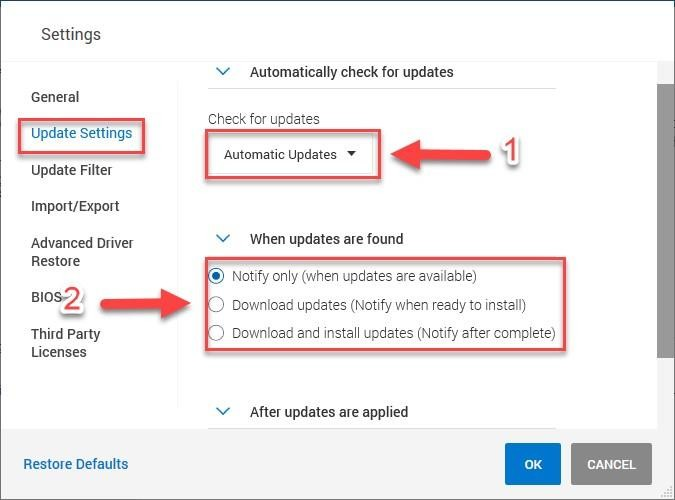 Settings
General
Update Settings
Update Filter
Import/Export
Advanced Driver
Restore
BIOS
Third Party
Licenses
Automatically check for updates
Check for updates
Automatic Updates
1
When updates are found
2
Notify only (when updates are available)
Download updates (Notify when ready to install)
Download and install updates (Notify after complete)
After updates are applied
Restore Defaults
OK
CANCEL